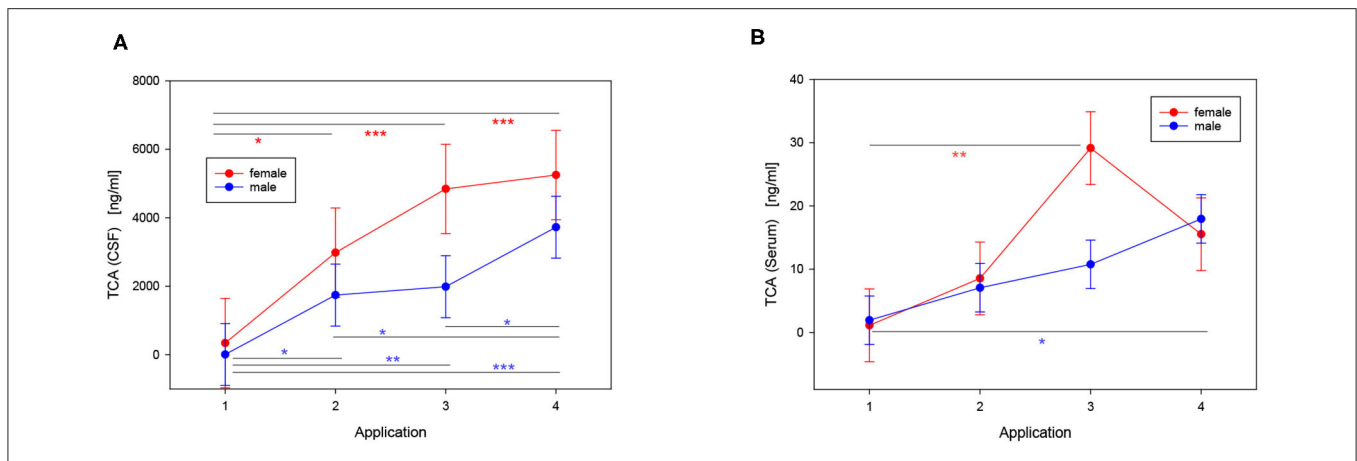 A
TCA (CSF) [ng/ml]
8000
6000
4000
2000
0
* *** ***
female
male
* *
* ** ***
1 2 3 4
Application
B
TCA (Serum) [ng/ml]
40
30
20
10
0
female
male
**
*
1 2 3 4
Application